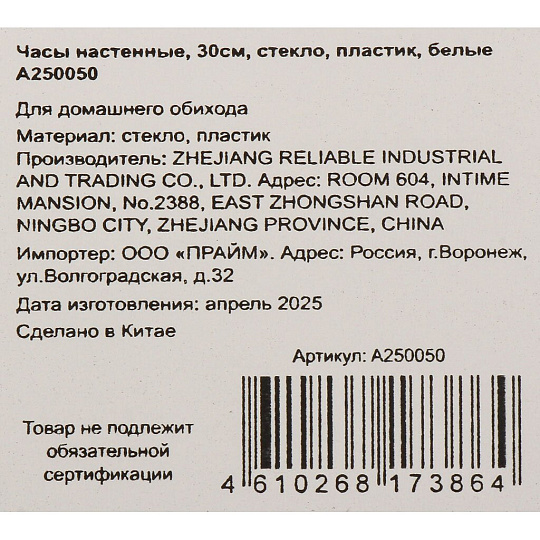 Часы настенные, 30см, стекло, пластик, белые
A250050
Для домашнего обихода
Материал: стекло, пластик
Производитель: ZHEJIANG RELIABLE INDUSTRIAL
AND TRADING CO., LTD. Адрес: ROOM 604, INTIME
MANSION, No.2388, EAST ZHONGSHAN ROAD,
NINGBO CITY, ZHEJIANG PROVINCE, CHINA
Импортер: ООО «ПРАЙМ». Адрес: Россия, г.Воронеж,
ул.Волгоградская, д.32
Дата изготовления: апрель 2025
Сделано в Китае
Артикул: A250050
Товар не подлежит
обязательной
сертификации
4 610268 173864